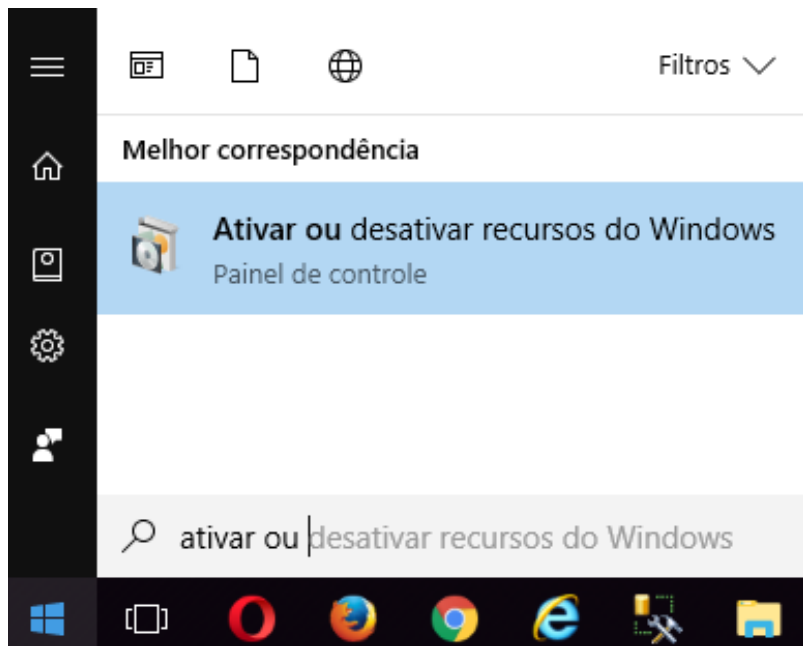 Filtros
Melhor correspondência
Ativar ou desativar recursos do Windows
Painel de controle
ativar ou desativar recursos do Windows